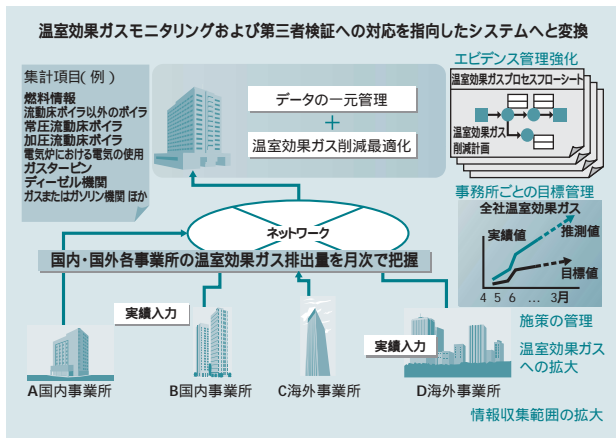 温室効果ガスモニタリングおよび第三者検証への対応を指向したシステムへと変換
集計項目(例)
燃料情報
流動床ボイラ以外のボイラ
常圧流動床ボイラ
加圧流動床ボイラ
電気炉における電気の使用
ガスタービン
ディーゼル機関
ガスまたはガソリン機関 ほか
データの一元管理
+
温室効果ガス削減最適化
エビデンス管理強化
温室効果ガスプロセスフローシート
温室効果ガス
削減計画
事務所ごとの目標管理
全社温室効果ガス
実績値
推測値
目標値
4 5 6 … 3月
ネットワーク
国内・国外各事業所の温室効果ガス排出量を月次で把握
実績入力
実績入力
A国内事業所
B国内事業所
C海外事業所
D海外事業所
施策の管理
温室効果ガス
への拡大
情報収集範囲の拡大